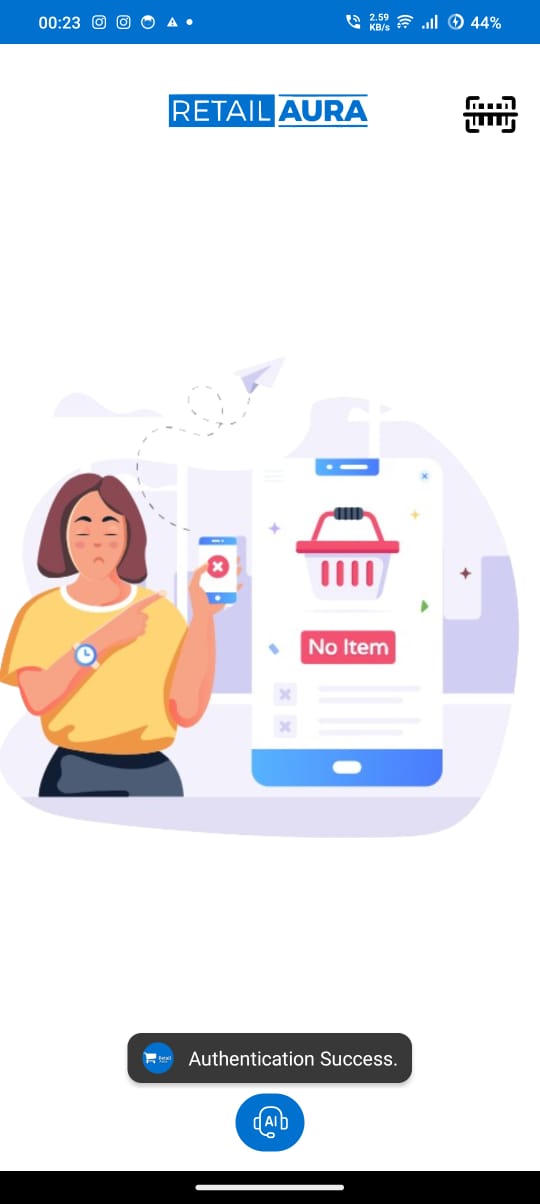 00:23
2.59
KB/s
44%
RETAIL AURA
No Item
Authentication Success.
AI